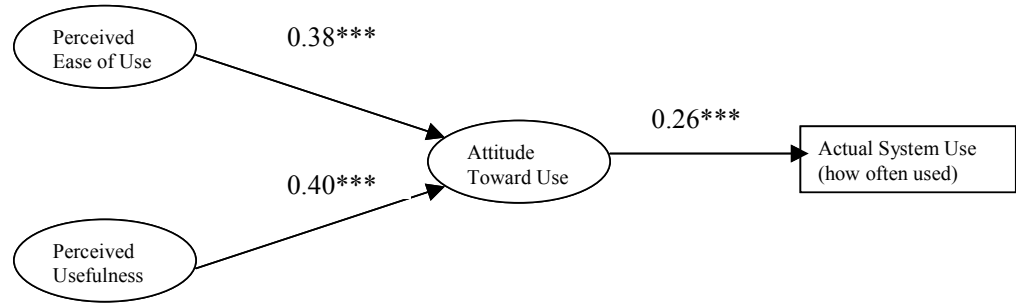 Perceived
Ease of Use
0.38***
0.26***
Attitude
Toward Use
Actual System Use
(how often used)
0.40***
Perceived
Usefulness